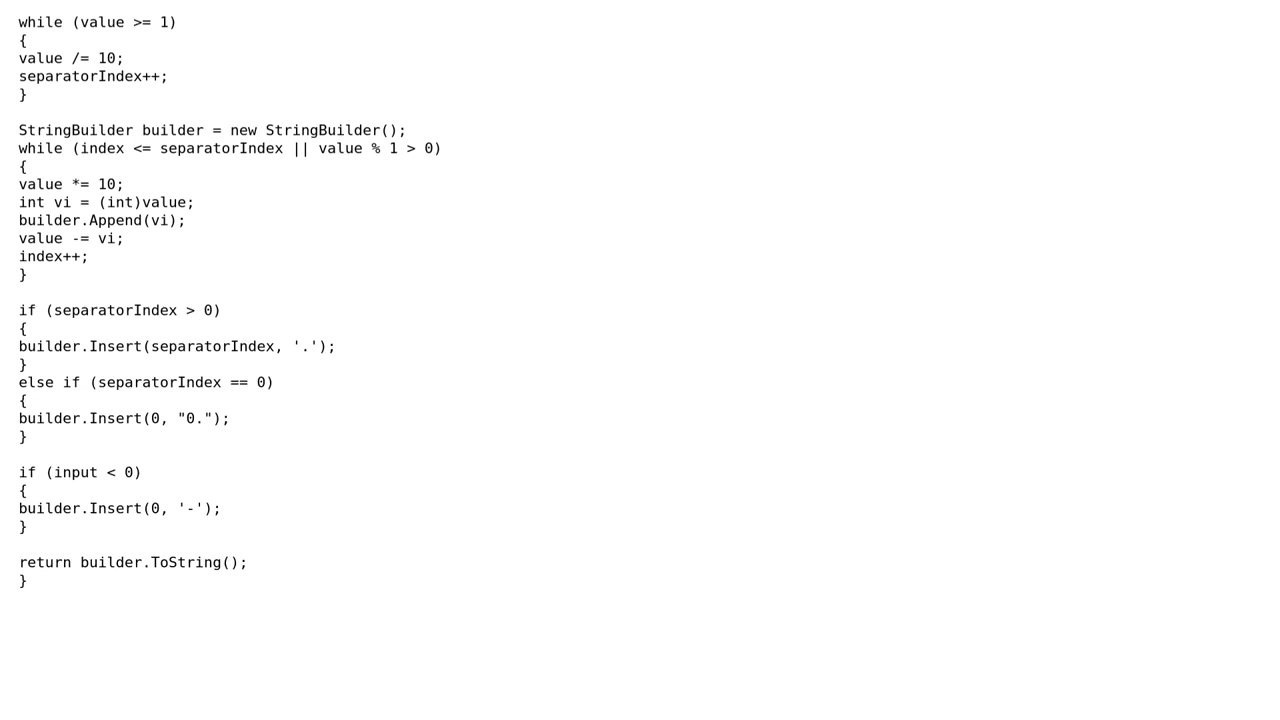 while (value >= 1)
{
value /= 10;
separatorIndex++;
}

StringBuilder builder = new StringBuilder();
while (index <= separatorIndex || value % 1 > 0)
{
value *= 10;
int vi = (int)value;
builder.Append(vi);
value -= vi;
index++;
}

if (separatorIndex > 0)
{
builder.Insert(separatorIndex, '.');
}
else if (separatorIndex == 0)
{
builder.Insert(0, "0.");
}

if (input < 0)
{
builder.Insert(0, '-');
}

return builder.ToString();
}